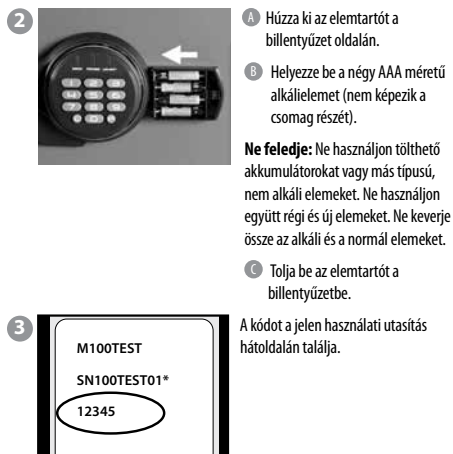 2
A Húzza ki az elemtartót a
billentyűzet oldalán.
B Helyezze be a négy AAA méretű
alkálielemet (nem képezik a
csomag részét).
Ne feledje: Ne használjon tölthető
akkumulátorokat vagy más típusú,
nem alkáli elemeket. Ne használjon
együtt régi és új elemeket. Ne keverje
össze az alkáli és a normál elemeket.
C Tolja be az elemtartót a
billentyűzetbe.
3
M100TEST
SN100TEST01*
12345
A kódot a jelen használati utasítás
hátoldalán találja.